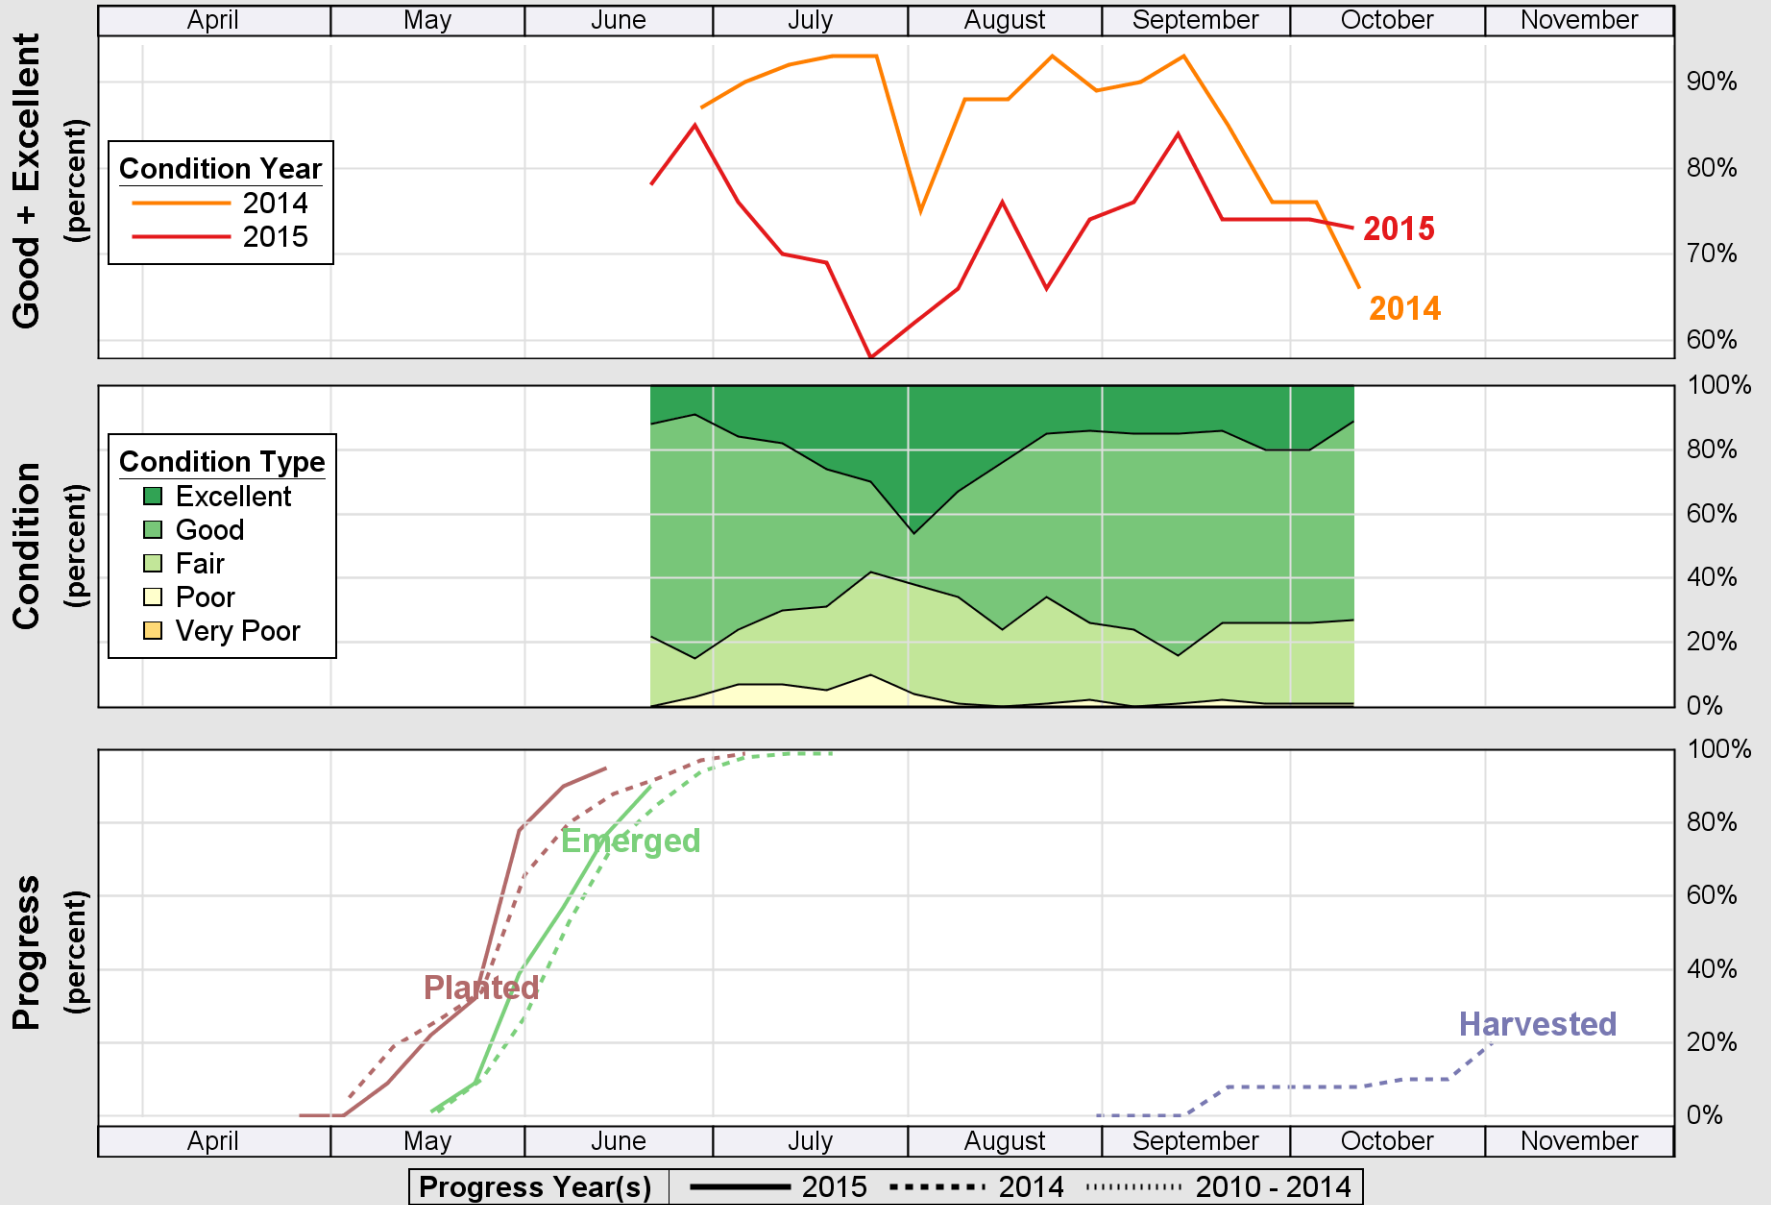 April May June July August September October November
Good + Excellent
(percent)
90%
80%
70%
60%
Condition Year
2014
2015
2015
2014
Condition
(percent)
100%
80%
60%
40%
20%
0%
Condition Type
Excellent
Good
Fair
Poor
Very Poor
Progress
(percent)
100%
80%
60%
40%
20%
0%
Emerged
Planted
Harvested
April May June July August September October November
Progress Year(s) 2015 2014 2010 - 2014